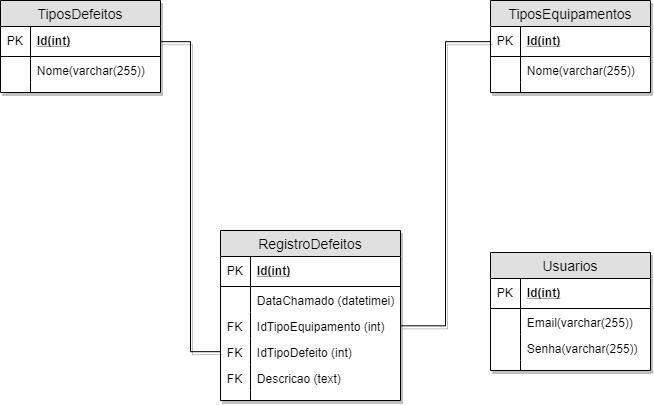 TiposDefeitos
PK Id(int)
Nome(varchar(255))
TiposEquipamentos
PK Id(int)
Nome(varchar(255))
RegistroDefeitos
PK Id(int)
DataChamado (datetimei)
FK IdTipoEquipamento (int)
FK IdTipoDefeito (int)
FK Descricao (text)
Usuarios
PK Id(int)
Email(varchar(255))
Senha(varchar(255))